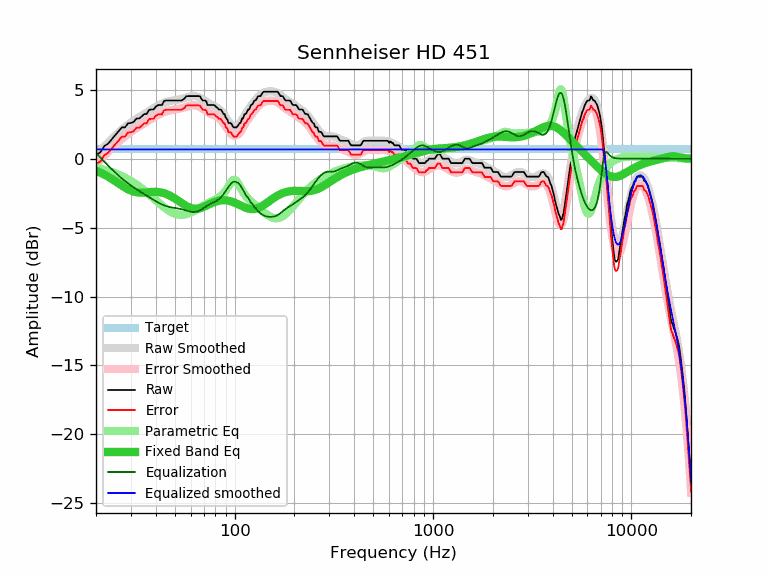 Sennheiser HD 451
Amplitude (dBr)
5
0
−5
−10
−15
−20
−25
Target
Raw Smoothed
Error Smoothed
Raw
Error
Parametric Eq
Fixed Band Eq
Equalization
Equalized smoothed
100
1000
10000
Frequency (Hz)